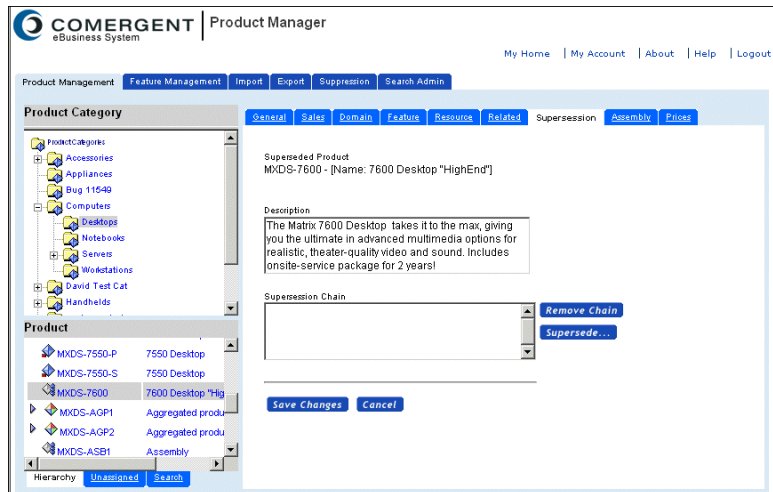 COMERGENT
eBusiness System
Product Manager
My Home | My Account | About | Help | Logout
Product Management Feature Management Import Export Suppression Search Admin
Product Category
ProductCategories
Accessories
Appliances
Bug 11549
Computers
Desktops
Notebooks
Servers
Workstations
David Test Cat
Handhelds
Product
MXDS-7550-P 7550 Desktop
MXDS-7550-S 7550 Desktop
MXDS-7600 7600 Desktop "Hig
MXDS-AGP1 Aggregated produ
MXDS-AGP2 Aggregated produ
MXDS-ASB1 Assembly
Hierarchy Unassigned Search
General Sales Domain Feature Resource Related Supersession Assembly Prices
Superseded Product
MXDS-7600 - [Name: 7600 Desktop "HighEnd"]
Description
The Matrix 7600 Desktop takes it to the max, giving
you the ultimate in advanced multimedia options for
realistic, theater-quality video and sound. Includes
onsite-service package for 2 years!
Supersession Chain
Remove Chain
Supersede...
Save Changes Cancel